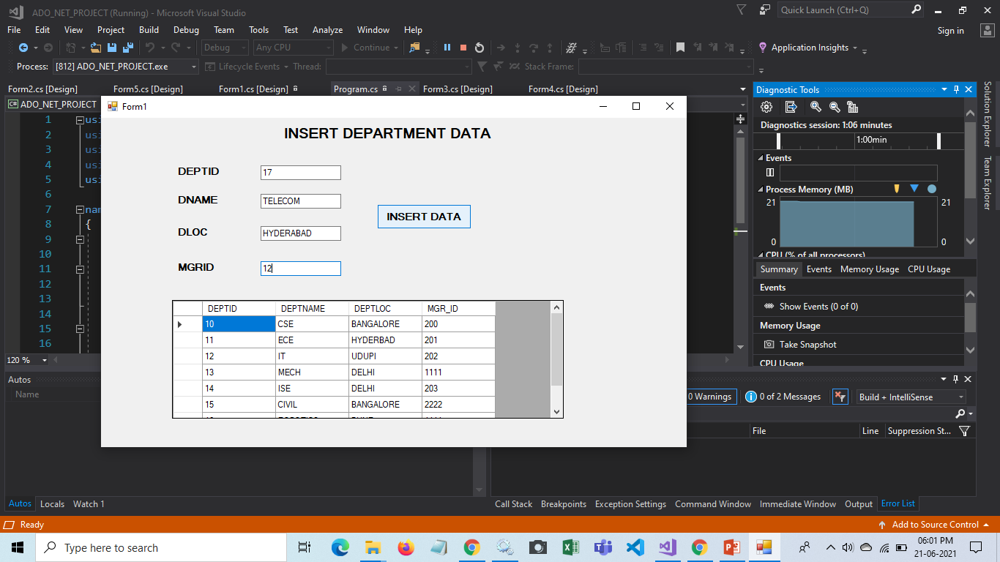 ADO_NET_PROJECT (Running) - Microsoft Visual Studio
Quick Launch (Ctrl+Q)
File Edit View Project Build Debug Team Tools Test Analyze Window Help
Sign in
Debug Any CPU Continue Application Insights
Process: [812] ADO_NET_PROJECT.exe Lifecycle Events Thread: Stack Frame:
Form2.cs [Design] Form5.cs [Design] Form1.cs [Design] Program.cs Form3.cs [Design] Form4.cs [Design]
C# ADO_NET_PROJECT
1 usi
2 usi
3 usi
4 usi
5 usi
6
7 nam
8 {
9
10
11
12
13
14
15
16
120 %
Form1
INSERT DEPARTMENT DATA
DEPTID 17
DNAME TELECOM
INSERT DATA
DLOC HYDERABAD
MGRID 12
DEPTID DEPTNAME DEPTLOC MGR_ID
10 CSE BANGALORE 200
11 ECE HYDERBAD 201
12 IT UDUPI 202
13 MECH DELHI 1111
14 ISE DELHI 203
15 CIVIL BANGALORE 2222
Diagnostic Tools
Diagnostics session: 1:06 minutes
1:00min
Events
Process Memory (MB)
21 21
0 0
CPU (% of all processors)
Summary Events Memory Usage CPU Usage
Events
Show Events (0 of 0)
Memory Usage
Take Snapshot
CPU Usage
Solution Explorer
Team Explorer
Autos
Name
Autos Locals Watch 1
0 Warnings 0 of 2 Messages Build + IntelliSense
File Line Suppression St...
Call Stack Breakpoints Exception Settings Command Window Immediate Window Output Error List
Ready
Add to Source Control
Type here to search
06:01 PM
21-06-2021